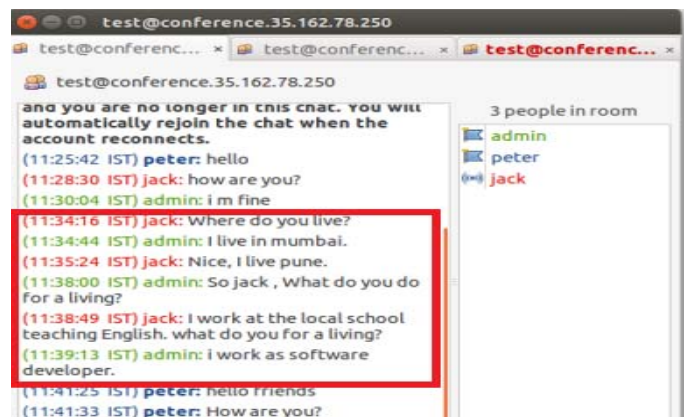 test@conference.35.162.78.250
test@conferenc... × test@conferenc... × test@conferenc... ×
test@conference.35.162.78.250
and you are no longer in this chat. You will
automatically rejoin the chat when the
account reconnects.
(11:25:42 IST) peter: hello
(11:28:30 IST) jack: how are you?
(11:30:04 IST) admin: i m fine
(11:34:16 IST) jack: Where do you live?
(11:34:44 IST) admin: I live in mumbai.
(11:35:24 IST) jack: Nice, I live pune.
(11:38:00 IST) admin: So jack , What do you do
for a living?
(11:38:49 IST) jack: I work at the local school
teaching English. what do you for a living?
(11:39:13 IST) admin: i work as software
developer.
(11:41:25 IST) peter: hello friends
(11:41:33 IST) peter: How are you?
3 people in room
admin
peter
jack